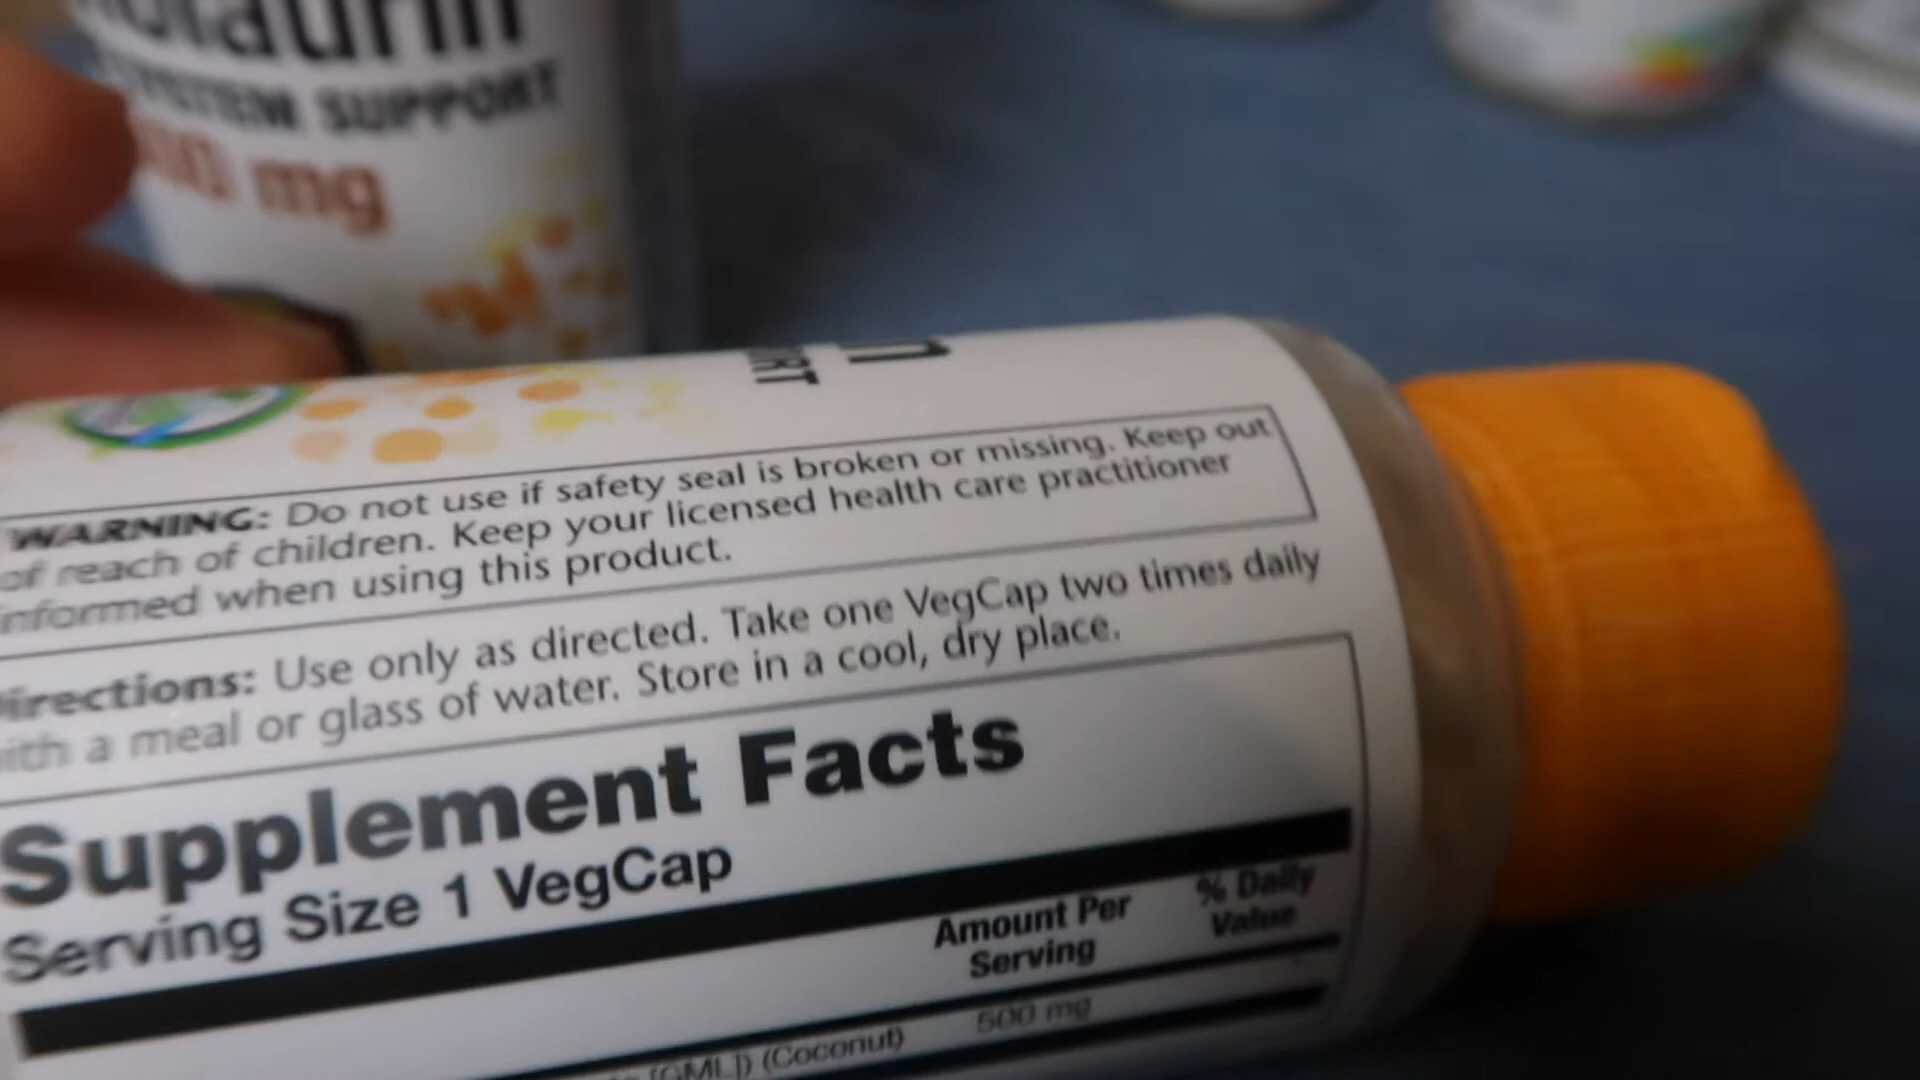 SUPPORT
mg
WARNING: Do not use if safety seal is broken or missing. Keep out
of reach of children. Keep your licensed health care practitioner
informed when using this product.
Directions: Use only as directed. Take one VegCap two times daily
with a meal or glass of water. Store in a cool, dry place.
Supplement Facts
Serving Size 1 VegCap
Amount Per
Serving
% Daily
Value
500 mg
[GML]) (Coconut)